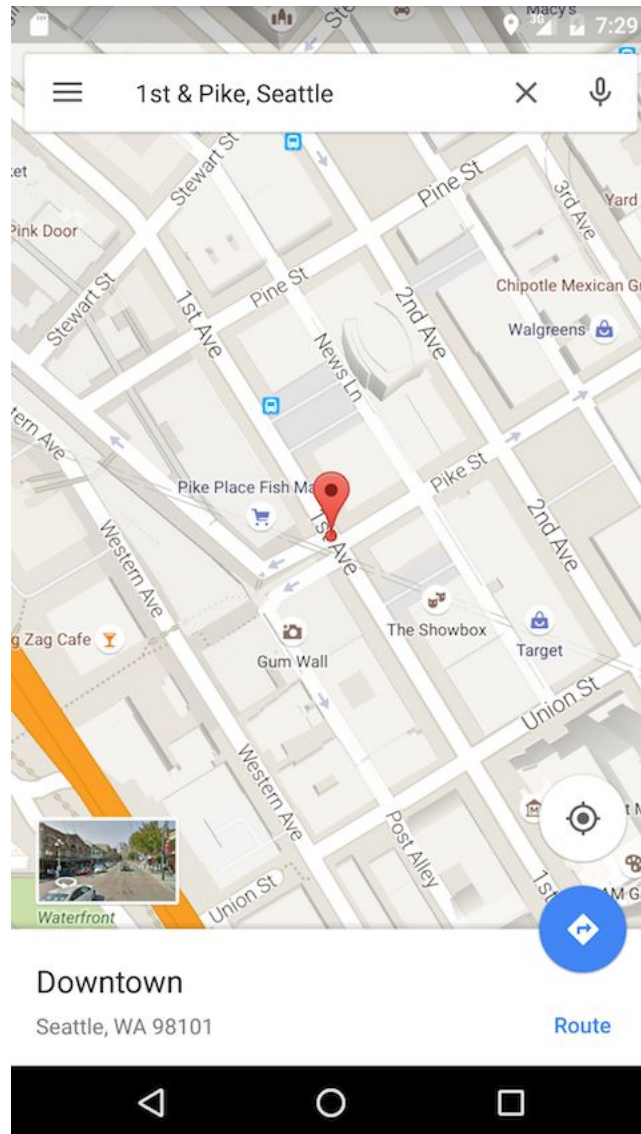 Macy's
3G
7:29
1st & Pike, Seattle
Stewart St
Pine St
3rd Ave
Yard
Pink Door
Stewart St
1st Ave
Pine St
2nd Ave
Chipotle Mexican
Walgreens
News Ln
Western Ave
Pike Place Fish
Pike St
1st Ave
2nd Ave
Zag Cafe
Gum Wall
The Showbox
Target
Union St
Western Ave
Post Alley
Union St
1st
Waterfront
Downtown
Seattle, WA 98101
Route